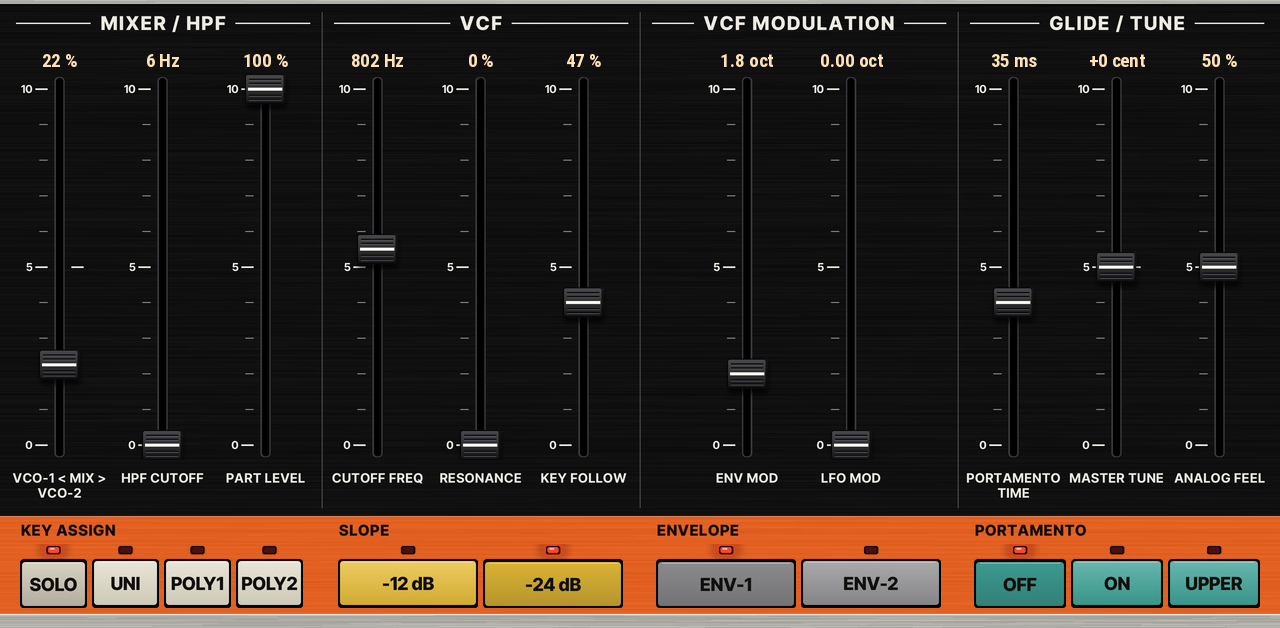 MIXER / HPF VCF VCF MODULATION GLIDE / TUNE
22 % 6 Hz 100 % 802 Hz 0 % 47 % 1.8 oct 0.00 oct 35 ms +0 cent 50 %
10 10 10 10 10 10 10 10 10 10 10
5 5 5 5 5 5 5 5 5
0 0 0 0 0 0 0 0 0 0 0
VCO-1 < MIX > HPF CUTOFF PART LEVEL CUTOFF FREQ RESONANCE KEY FOLLOW ENV MOD LFO MOD PORTAMENTO MASTER TUNE ANALOG FEEL
VCO-2 TIME
KEY ASSIGN SLOPE ENVELOPE PORTAMENTO
SOLO UNI POLY1 POLY2 -12 dB -24 dB ENV-1 ENV-2 OFF ON UPPER